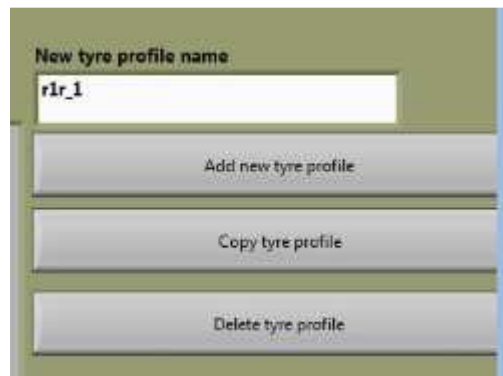 New tyre profile name
r1r_1
Add new tyre profile
Copy tyre profile
Delete tyre profile